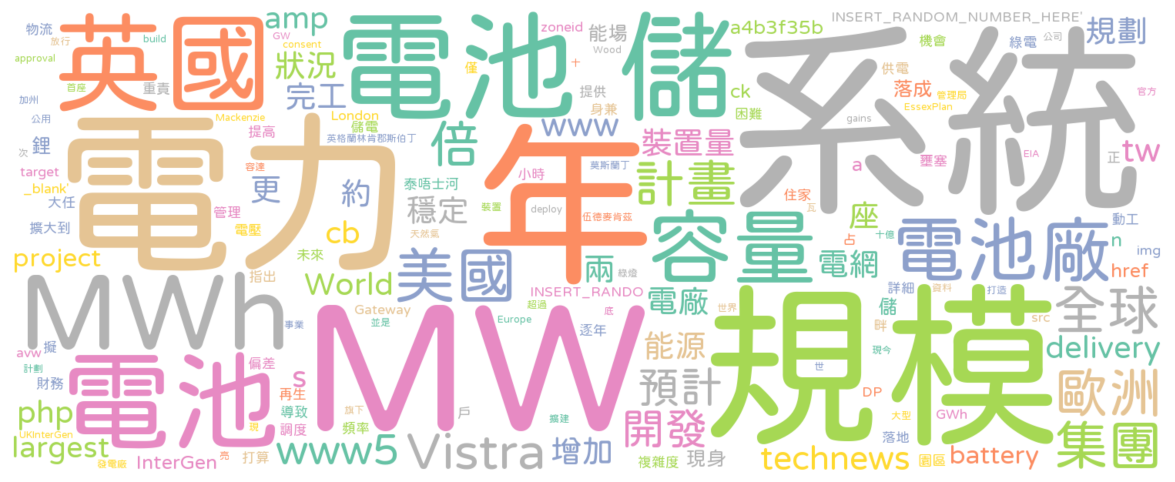 物流
旅行
build
amp
GW
zoneid
能場
a4b3f35b
INSERT_RANDOM_NUMBER_HERE'
機會
綠電
公司
規劃
approval
consent
Wood
英國
電池
儲
系統
狀況
首座
重責
完工
+
僅
提供
ck
供電
落成
管理局
官方
加州
Mackenzie
London
身兼
困難
EssexPlan
公用
提高
儲電
英格蘭林肯郡斯伯丁
倍
www
gains
鋰
電力
年
裝置量
次
容運
莫斯蘭丁
a
壅塞
EIA
正
tw
target
_blank'
更
約
泰唔士河
小時
計畫
住家
瓦
大任
管理
穩定
裝置
deploy
伍德麥肯茲
座
占
動工
擴大到
電壓
cb
天然氣
容量
十億
電池廠
n
img
project
未來
美國
兩
綠燈
電網
指出
World
INSERT_RANDO
詳細
資料
打造
href
MWh
Gateway
超過
底
電廠
儲
世界
src
全球
事業
並是
Europe
逐年
MW
規模
畔
avw
擬
偏差
能源
現今
delivery
計劃
財務
電池
s
再生
預計
世
DP
歐洲
php
導致
旗下
戶
擴建
開發
大型
GWh
UKInterGen
現
調度
頻率
落地
集團
largest
發電廠
InterGen
亮
打算
www5
Vistra
增加
複雜度
現身
technews
園區
battery